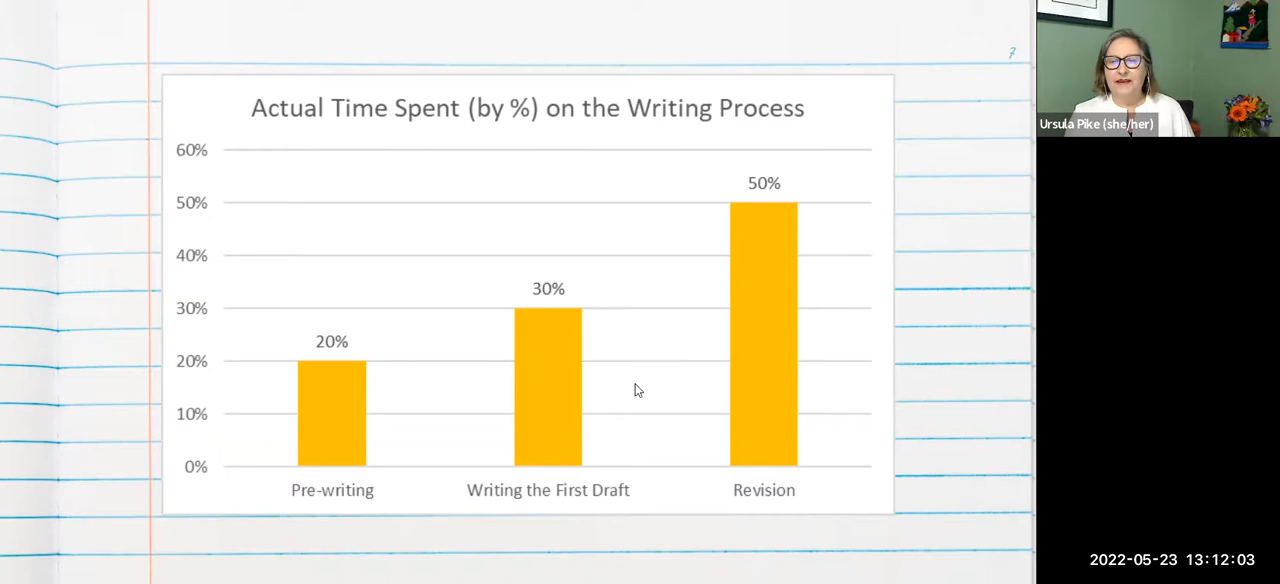 7
Actual Time Spent (by %) on the Writing Process
60%
50%
40%
30%
20%
10%
0%
20%
30%
50%
Pre-writing
Writing the First Draft
Revision
Ursula Pike (she/her)
2022-05-23 13:12:03